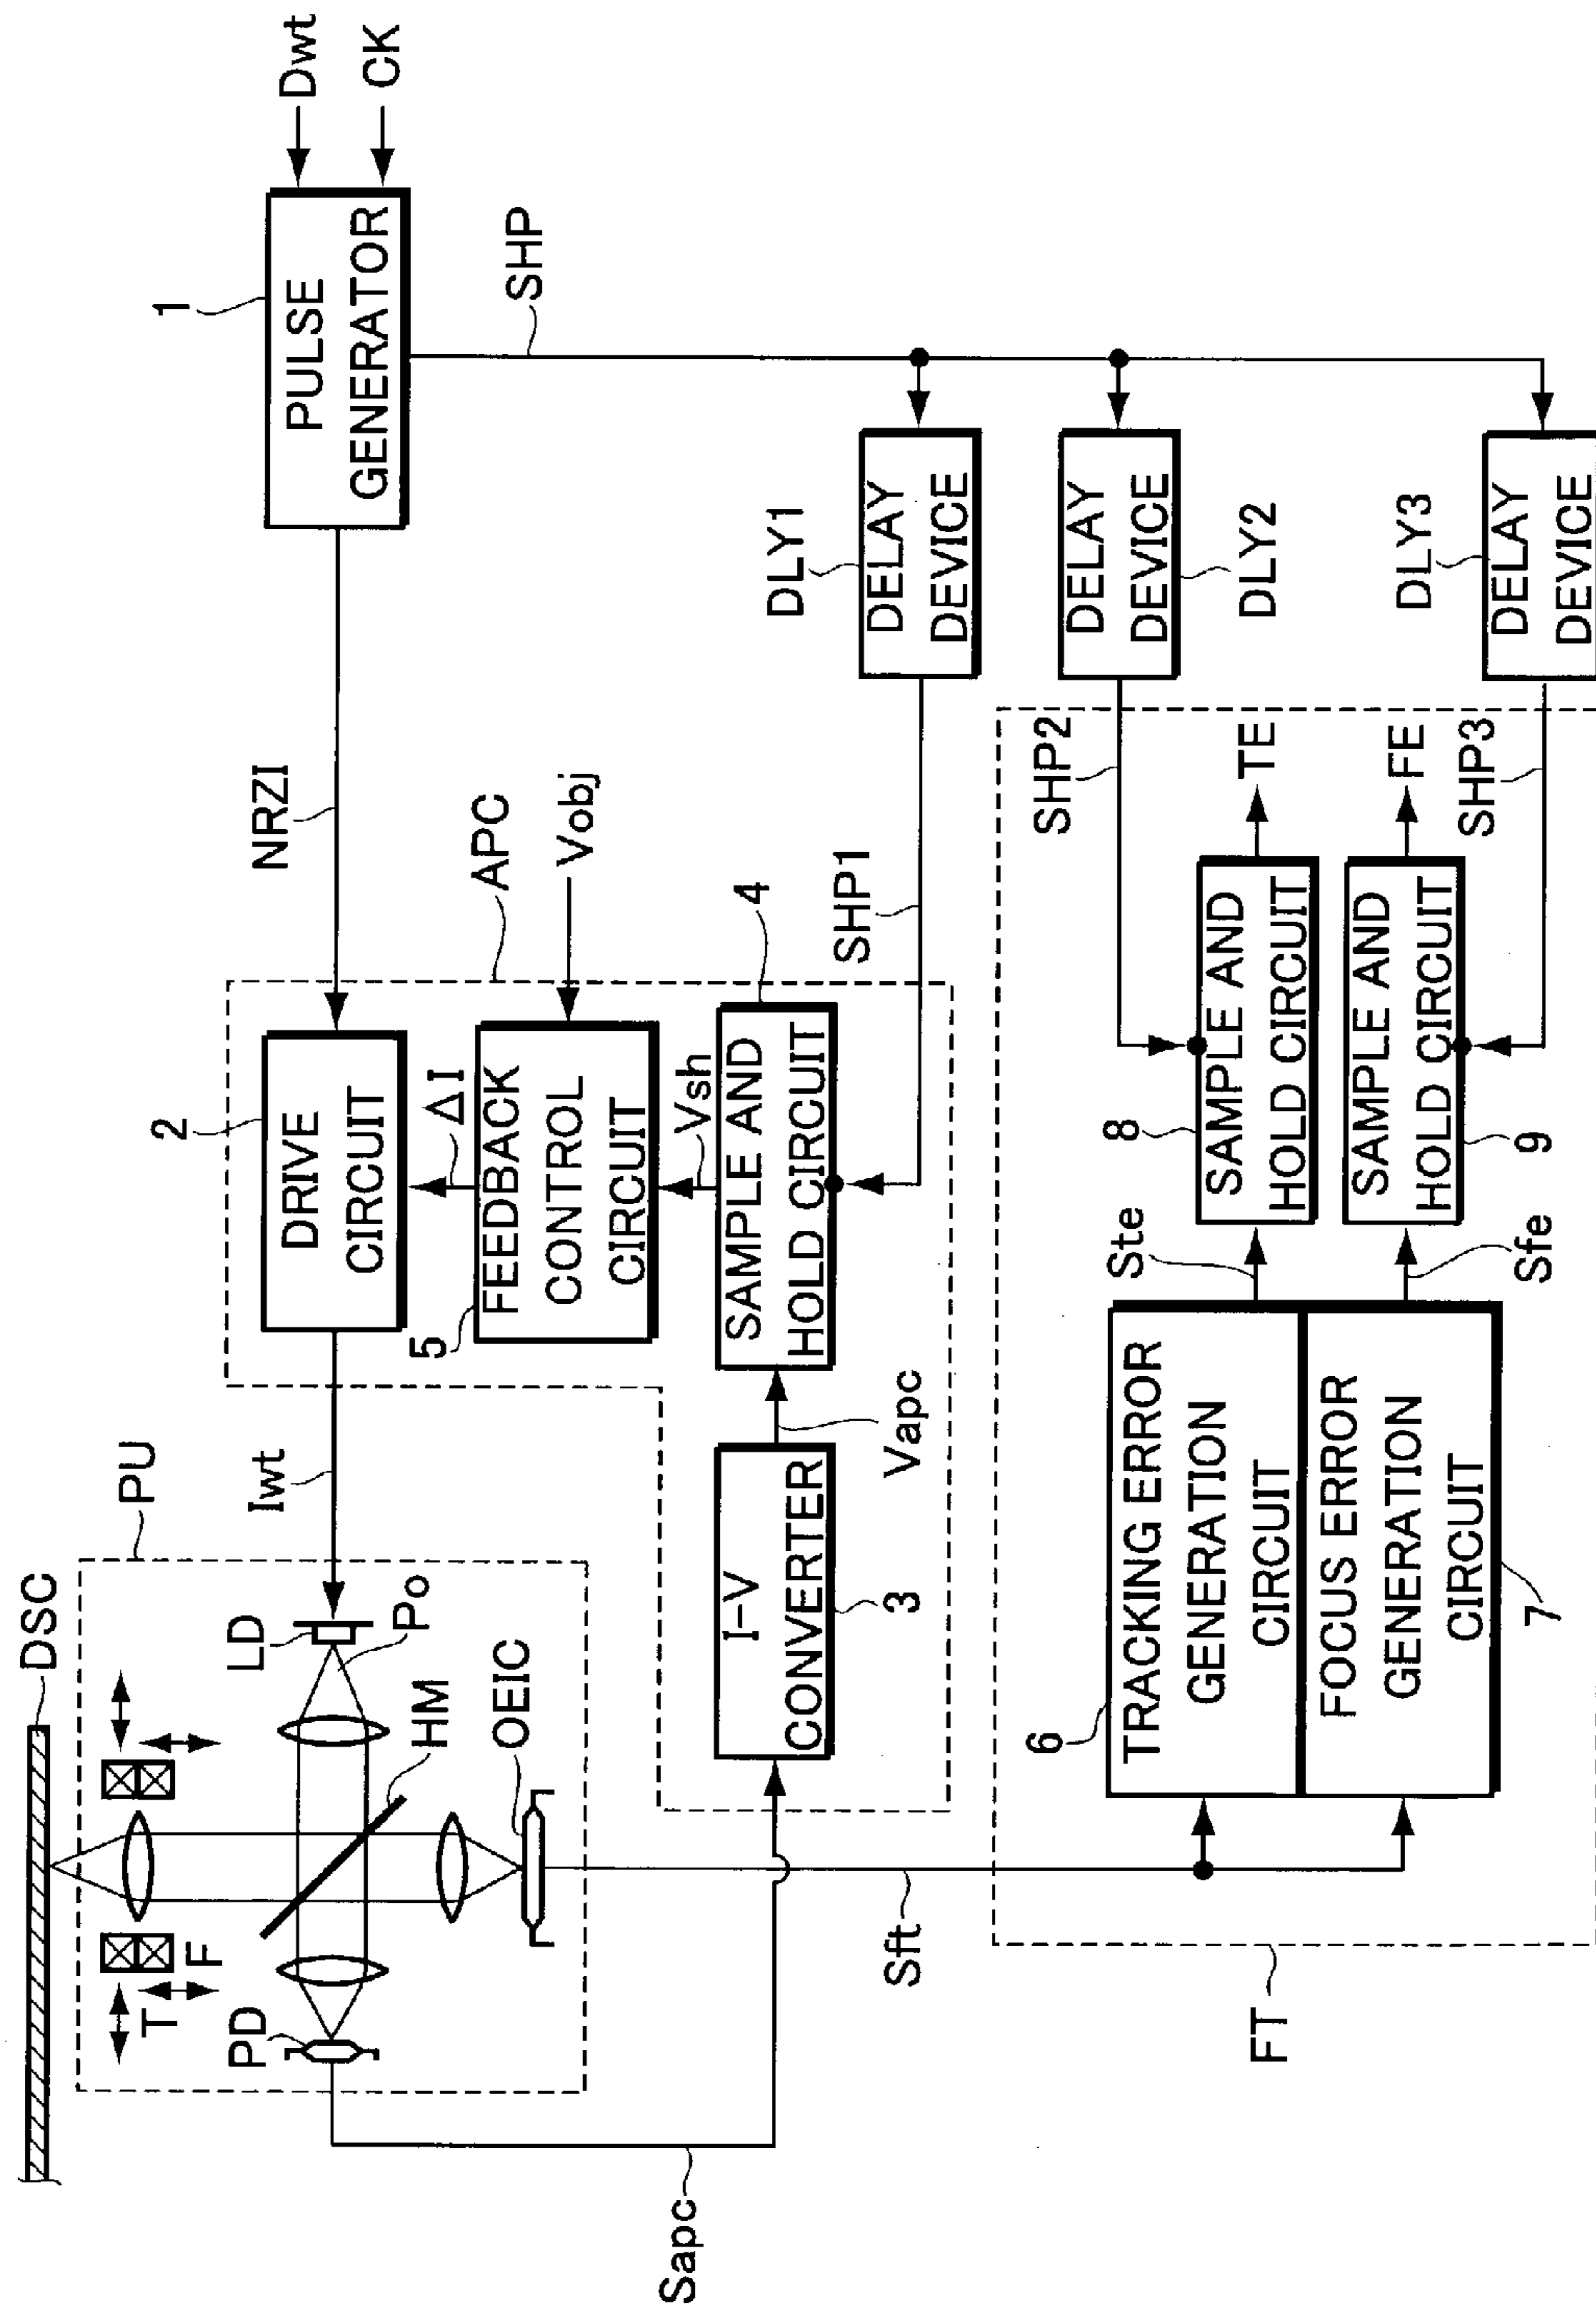 DSC
PU
LD
T
F
PD
Po
HM
OEIC
Iwt
Sapc
Sft
2
DRIVE
CIRCUIT
NRZI
1
PULSE
GENERATOR
Dwt
CK
SHP
APC
ΔI
5
FEEDBACK
CONTROL
CIRCUIT
Vobj
Vsh
4
SAMPLE AND
HOLD CIRCUIT
Vapc
I-V
CONVERTER
3
SHP1
DLY1
DELAY
DEVICE
DELAY
DEVICE
DLY2
DLY3
DELAY
DEVICE
SHP2
SHP3
FT
6
TRACKING ERROR
GENERATION
CIRCUIT
FOCUS ERROR
GENERATION
CIRCUIT
7
Ste
Sfe
8
SAMPLE AND
HOLD CIRCUIT
TE
SAMPLE AND
HOLD CIRCUIT
9
FE